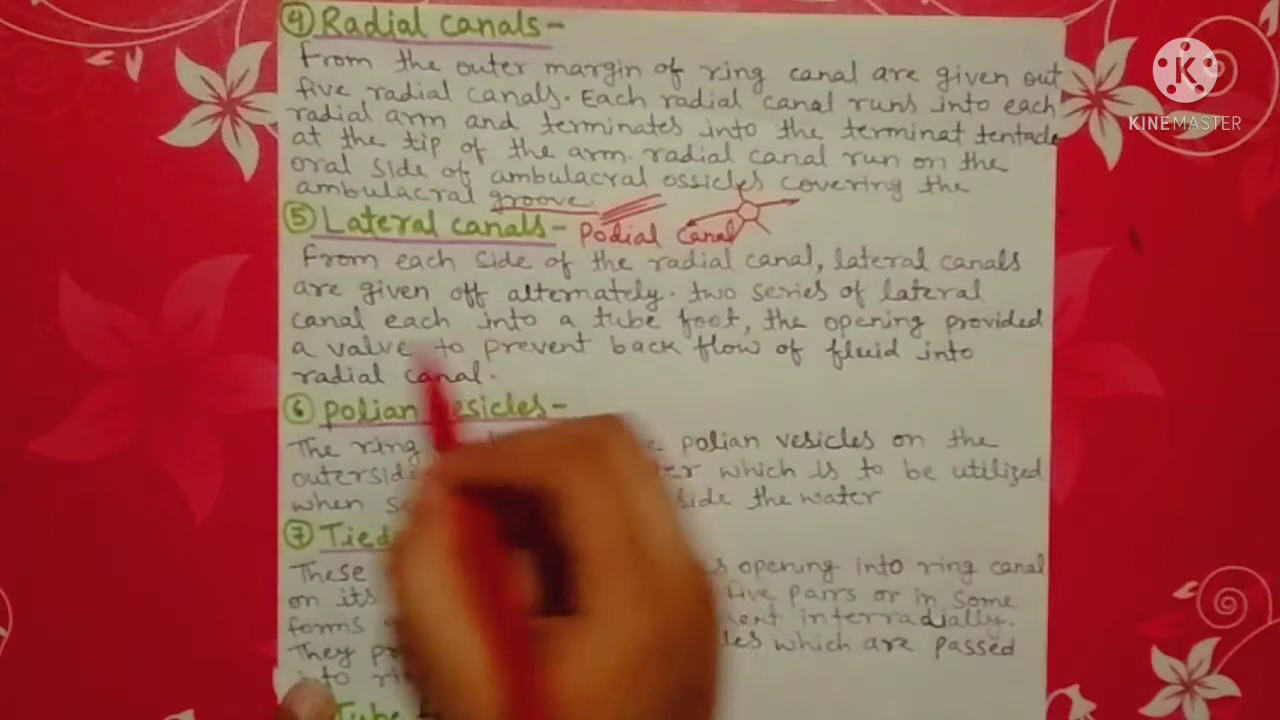 ④ Radial canals-
From the outer margin of ring canal are given out
five radial canals. Each radial canal runs into each
radial arm and terminates into the terminat tentacle
at the tip of the arm. radial canal run on the
oral side of ambulacral ossicles covering the
ambulacral groove.
⑤ Lateral canals- Podial Canal
From each side of the radial canal, lateral canals
are given off alternately. two series of lateral
canal each into a tube foot, the opening provided
a valve to prevent back flow of fluid into
radial canal.
⑥ polian vesicles-
The ring polian vesicles on the
outerside which is to be utilized
when side the water
⑦ Tied
These opening into ring canal
on its five pairs or in some
forms interradially.
They which are passed
into
Tube
KINEMASTER